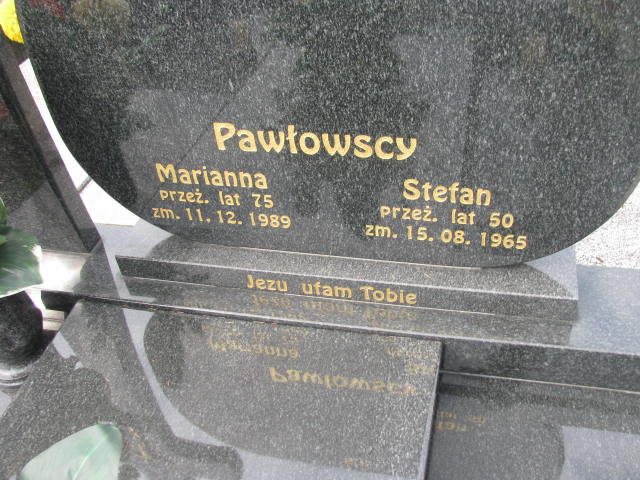 Pawłowscy
Marianna
przeż. lat 75
zm. 11. 12. 1989
Stefan
przeż. lat 50
zm. 15. 08. 1965
Jezu ufam Tobie